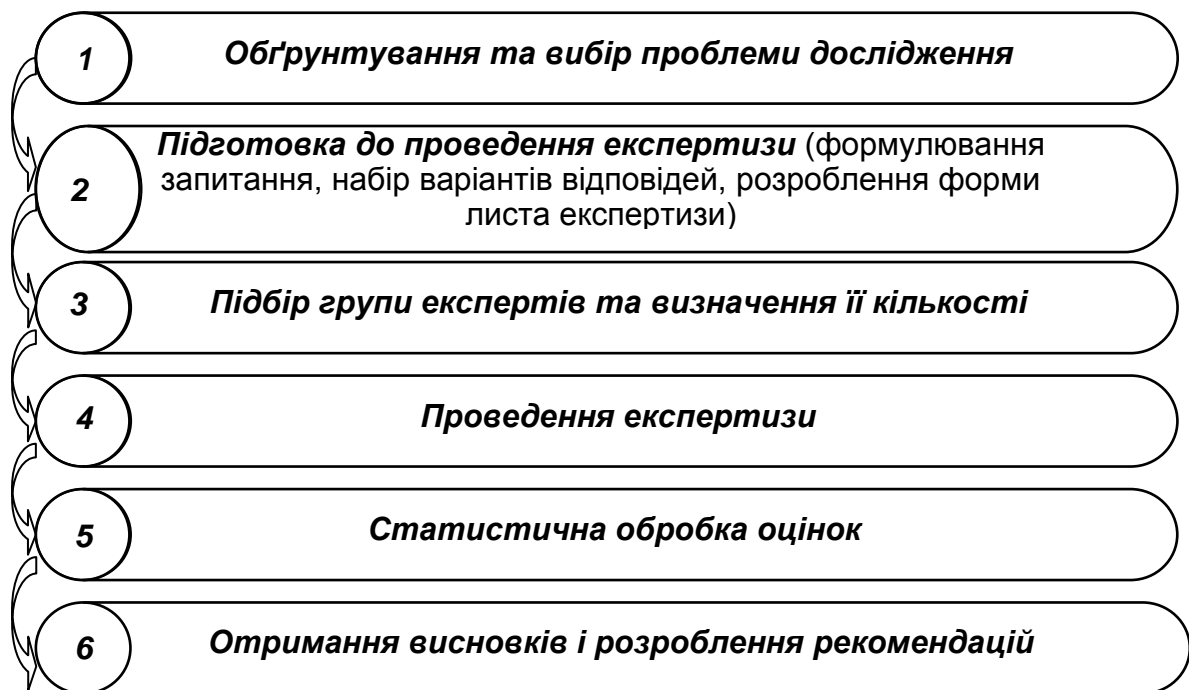 1 Обґрунтування та вибір проблеми дослідження
2 Підготовка до проведення експертизи (формулювання
запитання, набір варіантів відповідей, розроблення форми
листа експертизи)
3 Підбір групи експертів та визначення її кількості
4 Проведення експертизи
5 Статистична обробка оцінок
6 Отримання висновків і розроблення рекомендацій